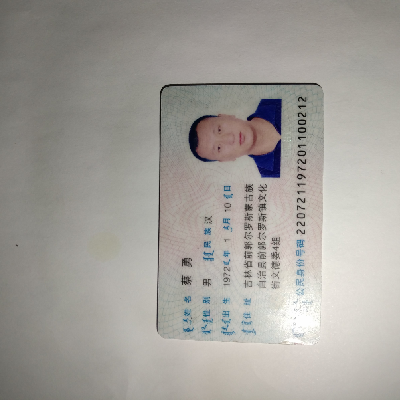 姓名 蔡勇
性别 男 民族 汉
出生 1972年1月10日
住址 吉林省前郭尔罗斯蒙古族
自治县前郭尔罗斯镇文化
街文德委4组
公民身份号码 220721197201100212